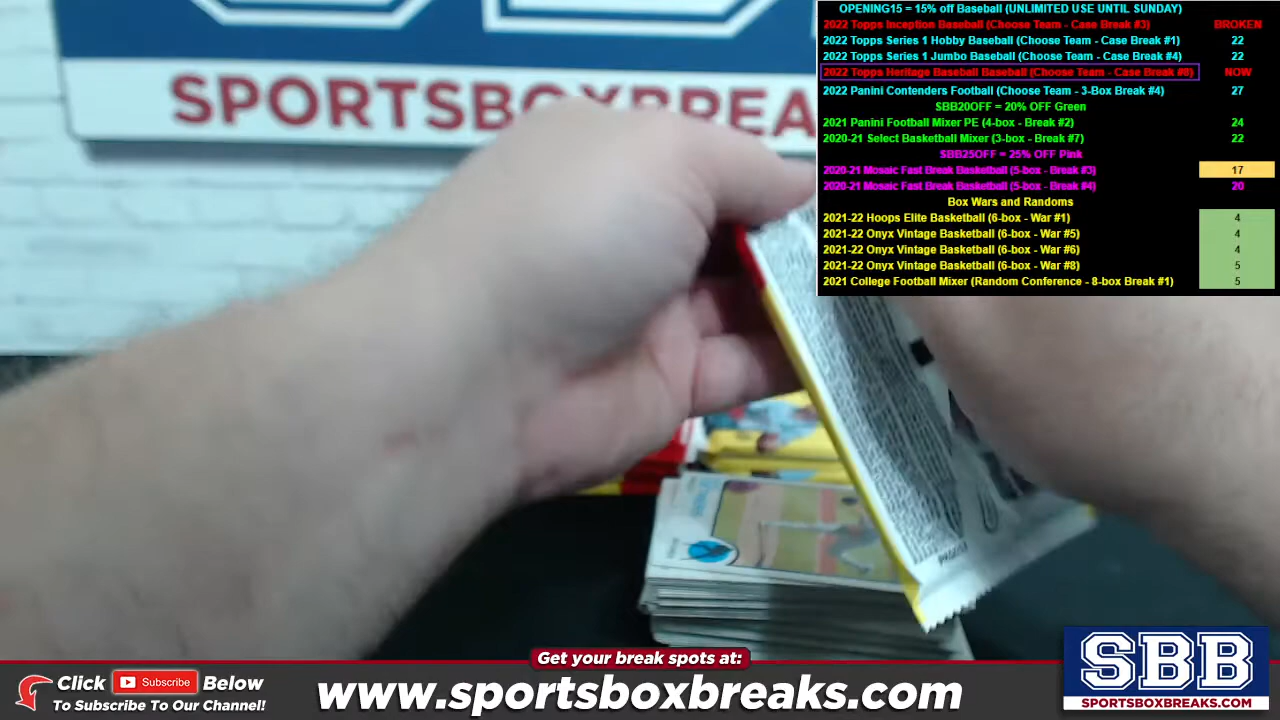 OPENING15 = 15% off Baseball (UNLIMITED USE UNTIL SUNDAY)
2022 Topps Inception Baseball (Choose Team - Case Break #3) BROKEN
2022 Topps Series 1 Hobby Baseball (Choose Team - Case Break #1) 22
2022 Topps Series 1 Jumbo Baseball (Choose Team - Case Break #4) 22
2022 Topps Heritage Baseball Baseball (Choose Team - Case Break #8) NOW
2022 Panini Contenders Football (Choose Team - 3-Box Break #4) 27
SBB20OFF = 20% OFF Green
2021 Panini Football Mixer PE (4-box - Break #2) 24
2020-21 Select Basketball Mixer (3-box - Break #7) 22
SBB25OFF = 25% OFF Pink
2020-21 Mosaic Fast Break Basketball (5-box - Break #3) 17
2020-21 Mosaic Fast Break Basketball (5-box - Break #4) 20
Box Wars and Randoms
2021-22 Hoops Elite Basketball (6-box - War #1) 4
2021-22 Onyx Vintage Basketball (6-box - War #5) 4
2021-22 Onyx Vintage Basketball (6-box - War #6) 4
2021-22 Onyx Vintage Basketball (6-box - War #8) 5
2021 College Football Mixer (Random Conference - 8-box Break #1) 5
SPORTSBOXBREA
Get your break spots at:
Click Subscribe Below
To Subscribe To Our Channel!
www.sportsboxbreaks.com
SBB
SPORTSBOXBREAKS.COM